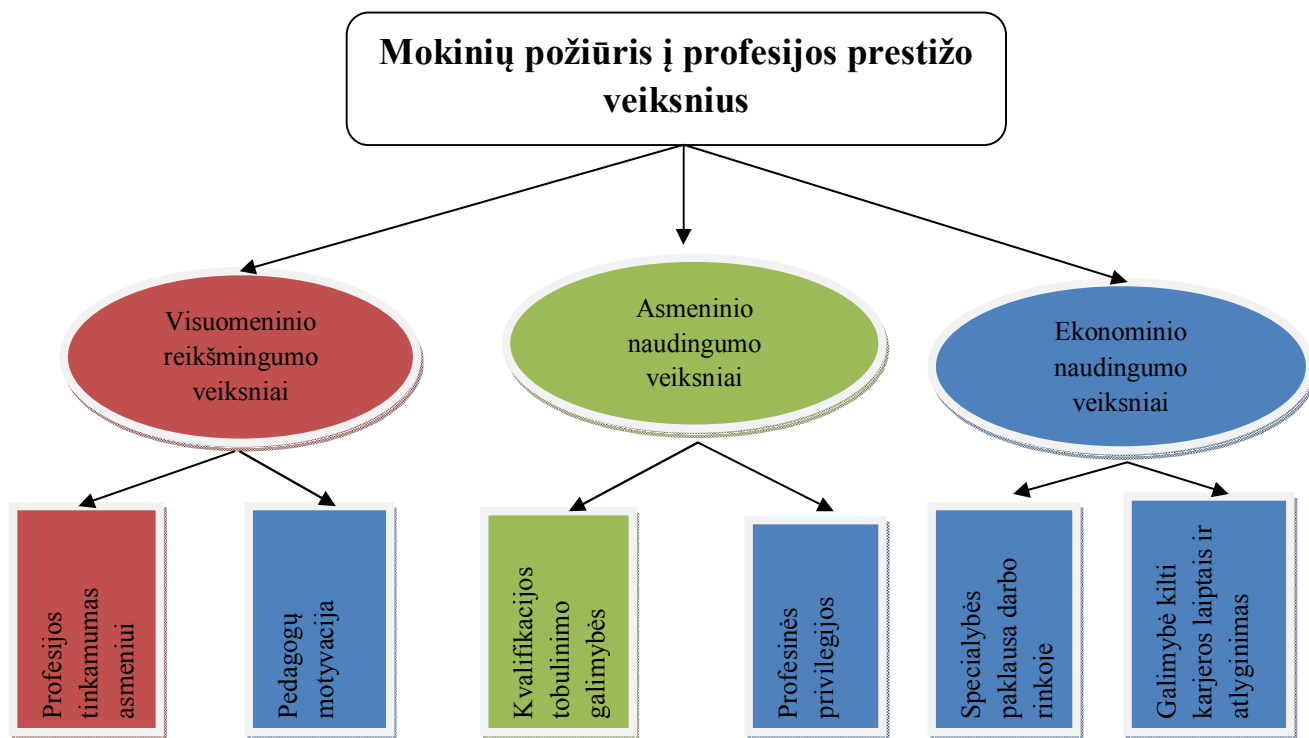 Mokinių požiūris į profesijos prestižo
veiksnius
Visuomeninio
reikšmingumo
veiksniai
Asmeninio
naudingumo
veiksniai
Ekonominio
naudingumo
veiksniai
Profesijos
tinkamumas
asmeniui
Pedagogų
motyvacija
Kvalifikacijos
tobulinimo
galimybės
Profesinės
privilegijos
Specialybės
paklausa darbo
rinkoje
Galimybė kilti
karjeros laiptais ir
atlyginimas